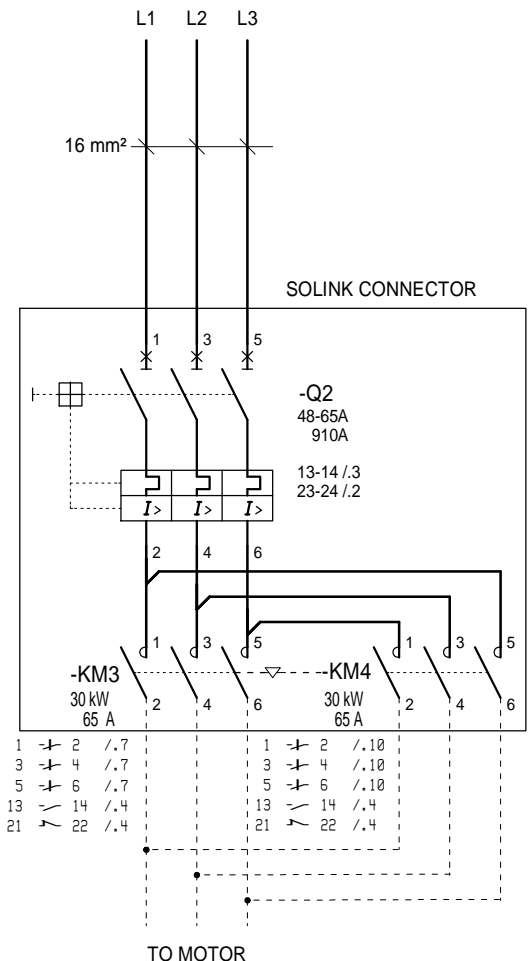 L1 L2 L3
16 mm²
SOLINK CONNECTOR
1 3 5
-Q2
48-65A
910A
13-14 /.3
23-24 /.2
I> I> I>
2 4 6
1 3 5 1 3 5
-KM3 -KM4
30 kW 30 kW
65 A 65 A
2 4 6 2 4 6
1 2 /.7 1 2 /.10
3 4 /.7 3 4 /.10
5 6 /.7 5 6 /.10
13 14 /.4 13 14 /.4
21 22 /.4 21 22 /.4
TO MOTOR